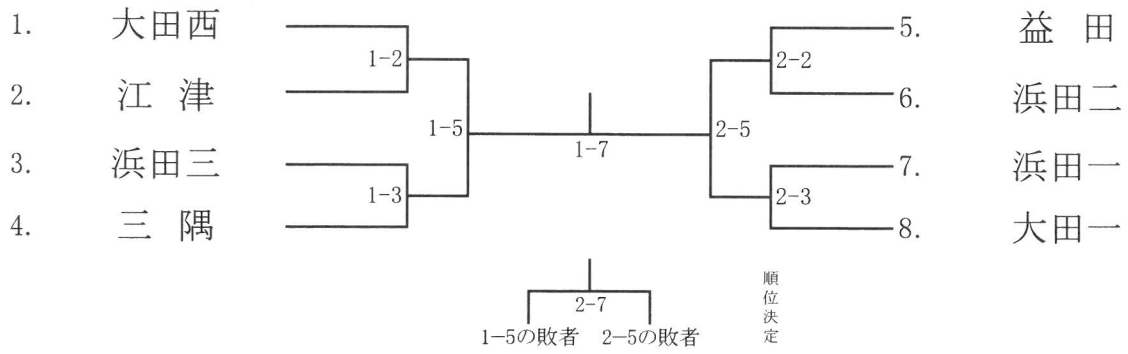 1. 大田西
1-2
2. 江津
1-5
3. 浜田三
1-3
4. 三隅
1-7
5. 益田
2-2
6. 浜田二
2-5
7. 浜田一
2-3
8. 大田一
2-7
1-5の敗者 2-5の敗者
順位決定